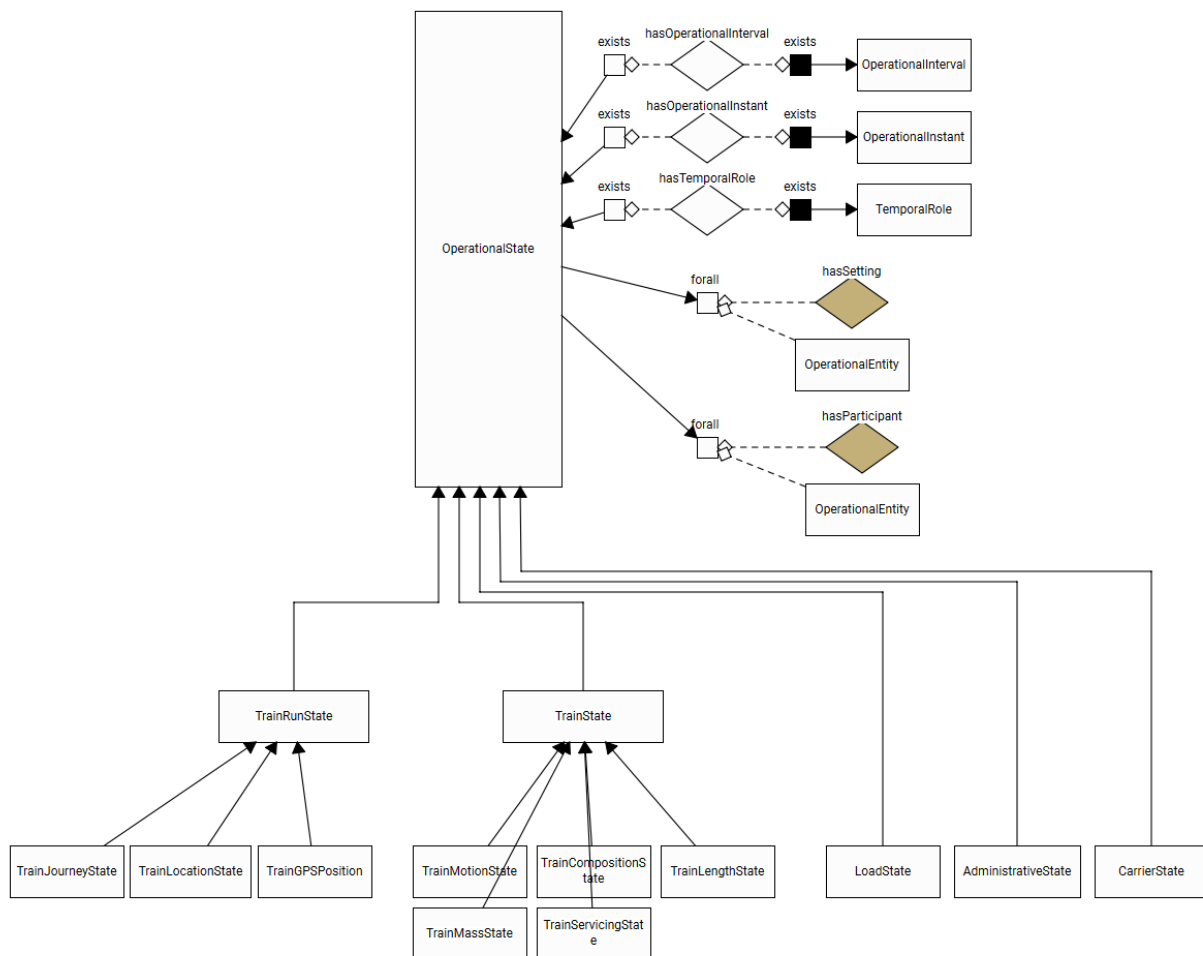 hasOperationalInterval
exists
exists
OperationalInterval
hasOperationalInstant
exists
exists
OperationalInstant
hasTemporalRole
exists
exists
TemporalRole
OperationalState
hasSetting
forall
OperationalEntity
hasParticipant
forall
OperationalEntity
TrainRunState
TrainState
TrainJourneyState
TrainLocationState
TrainGPSPosition
TrainMotionState
TrainCompositionS
tate
TrainLengthState
LoadState
AdministrativeState
CarrierState
TrainMassState
TrainServicingStat
e